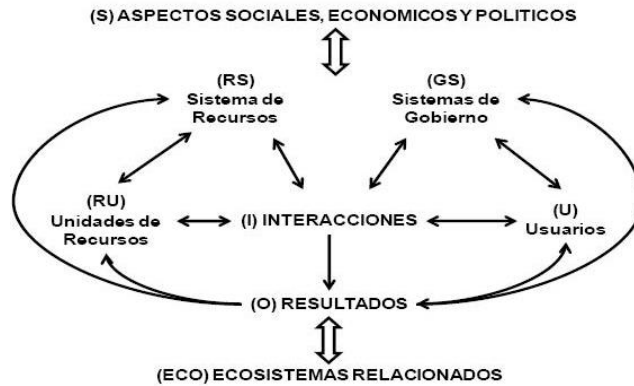 (S) ASPECTOS SOCIALES, ECONOMICOS Y POLITICOS
(RS)
Sistema de
Recursos
(GS)
Sistemas de
Gobierno
(RU)
Unidades de
Recursos
(I) INTERACCIONES
(U)
Usuarios
(O) RESULTADOS
(ECO) ECOSISTEMAS RELACIONADOS